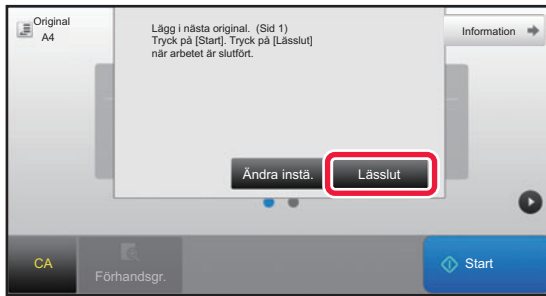 Original
A4
Lägg i nästa original. (Sid 1)
Tryck på [Start]. Tryck på [Lässlut]
när arbetet är slutfört.
Information
Ändra instä.
Lässlut
CA
Förhandsgr.
Start